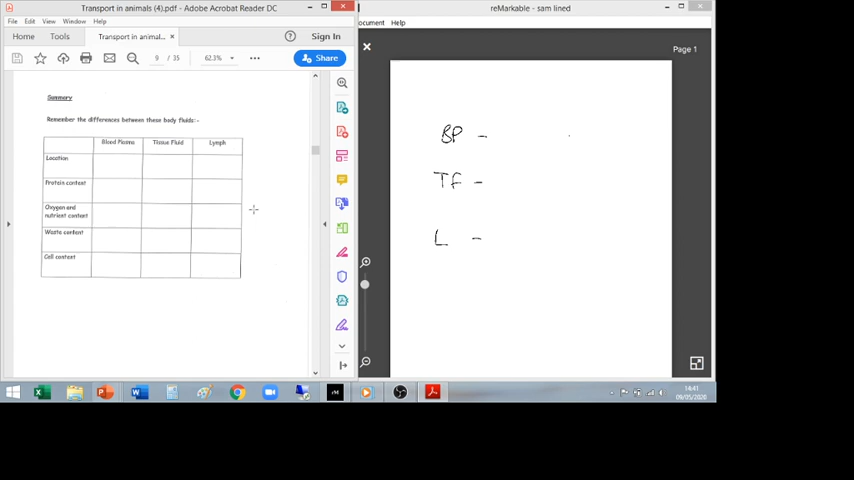 Transport in animals (4).pdf - Adobe Acrobat Reader DC
File Edit View Window Help
Home Tools Transport in animal... × Sign In
9 / 35 62.3% Share
Summary
Remember the differences between these body fluids:-
Blood Plasma Tissue Fluid Lymph
Location
Protein content
Oxygen and
nutrient content
Waste content
Cell content
reMarkable - sam lined
ocument Help
Page 1
BP -
TF -
L -
14:41
09/05/2020